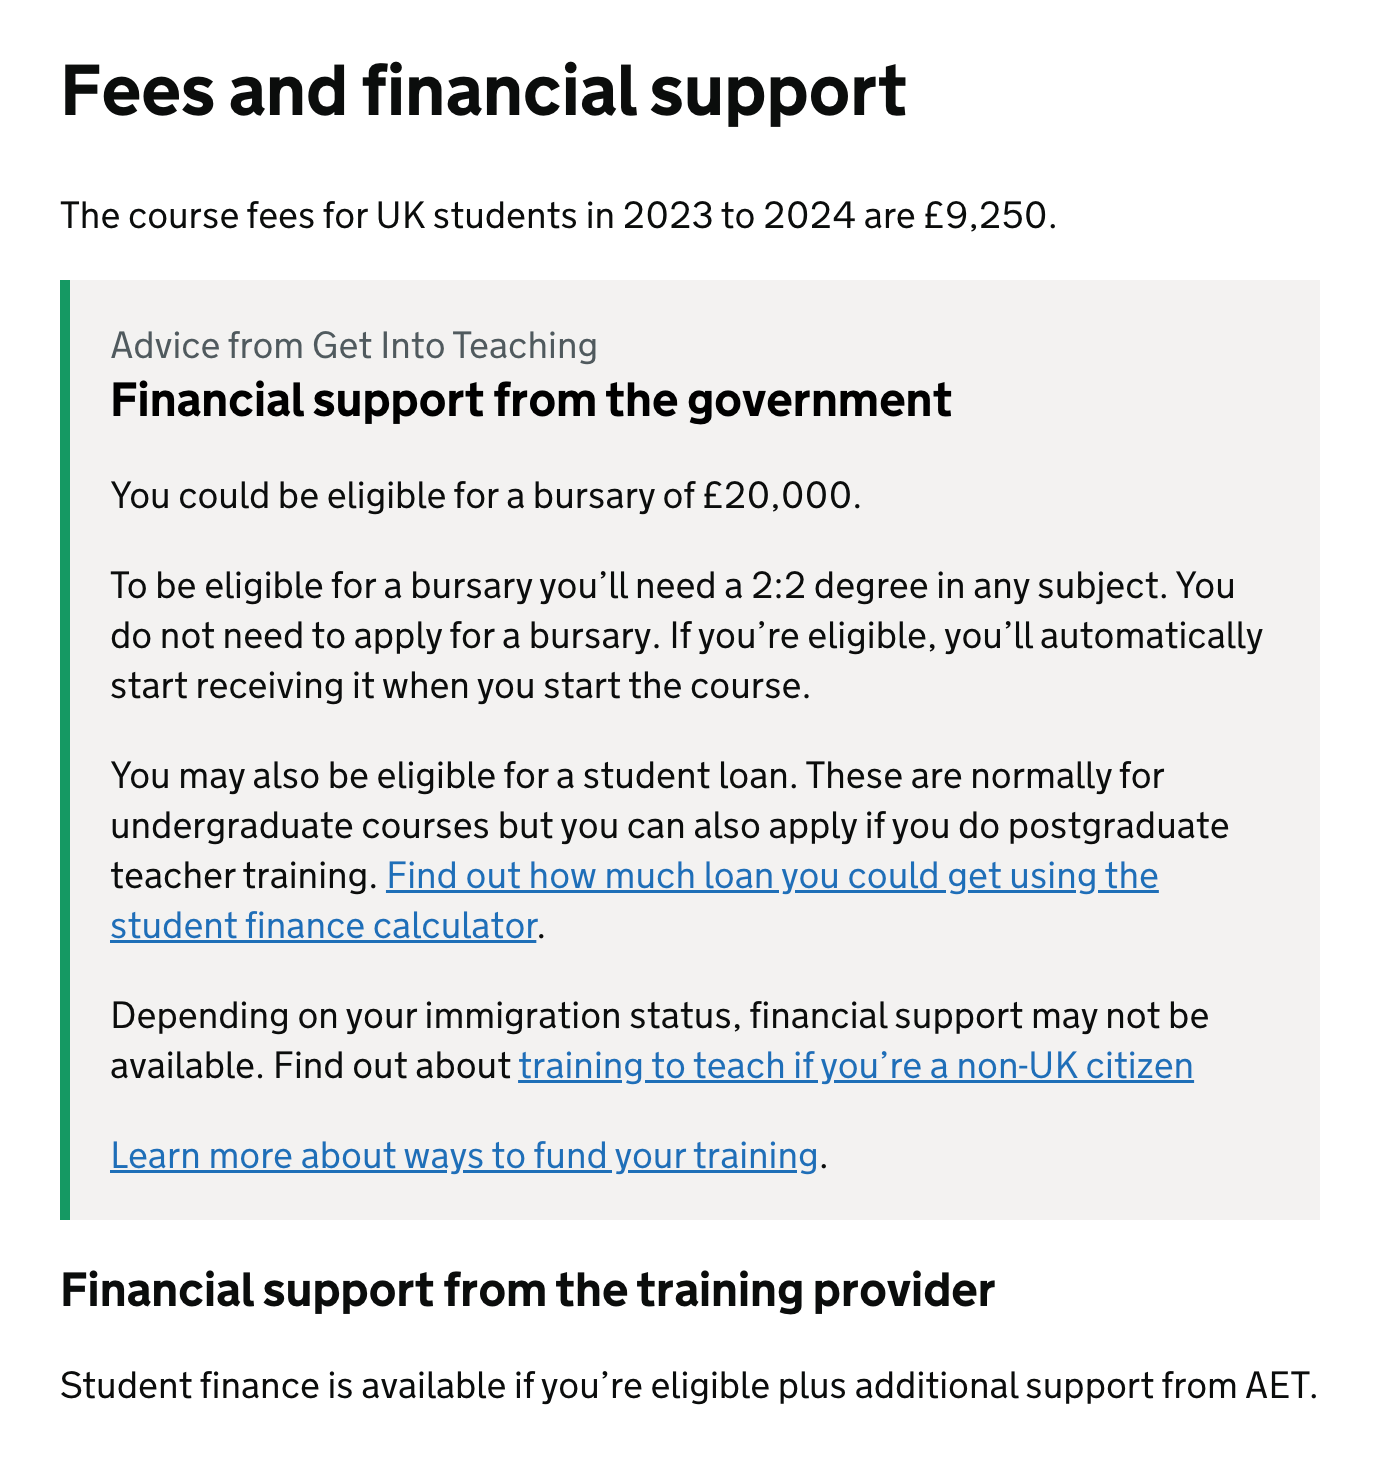 Fees and financial support
The course fees for UK students in 2023 to 2024 are £9,250.
Advice from Get Into Teaching
Financial support from the government
You could be eligible for a bursary of £20,000.
To be eligible for a bursary you’ll need a 2:2 degree in any subject. You
do not need to apply for a bursary. If you’re eligible, you’ll automatically
start receiving it when you start the course.
You may also be eligible for a student loan. These are normally for
undergraduate courses but you can also apply if you do postgraduate
teacher training. Find out how much loan you could get using the
student finance calculator.
Depending on your immigration status, financial support may not be
available. Find out about training to teach if you’re a non-UK citizen
Learn more about ways to fund your training.
Financial support from the training provider
Student finance is available if you’re eligible plus additional support from AET.